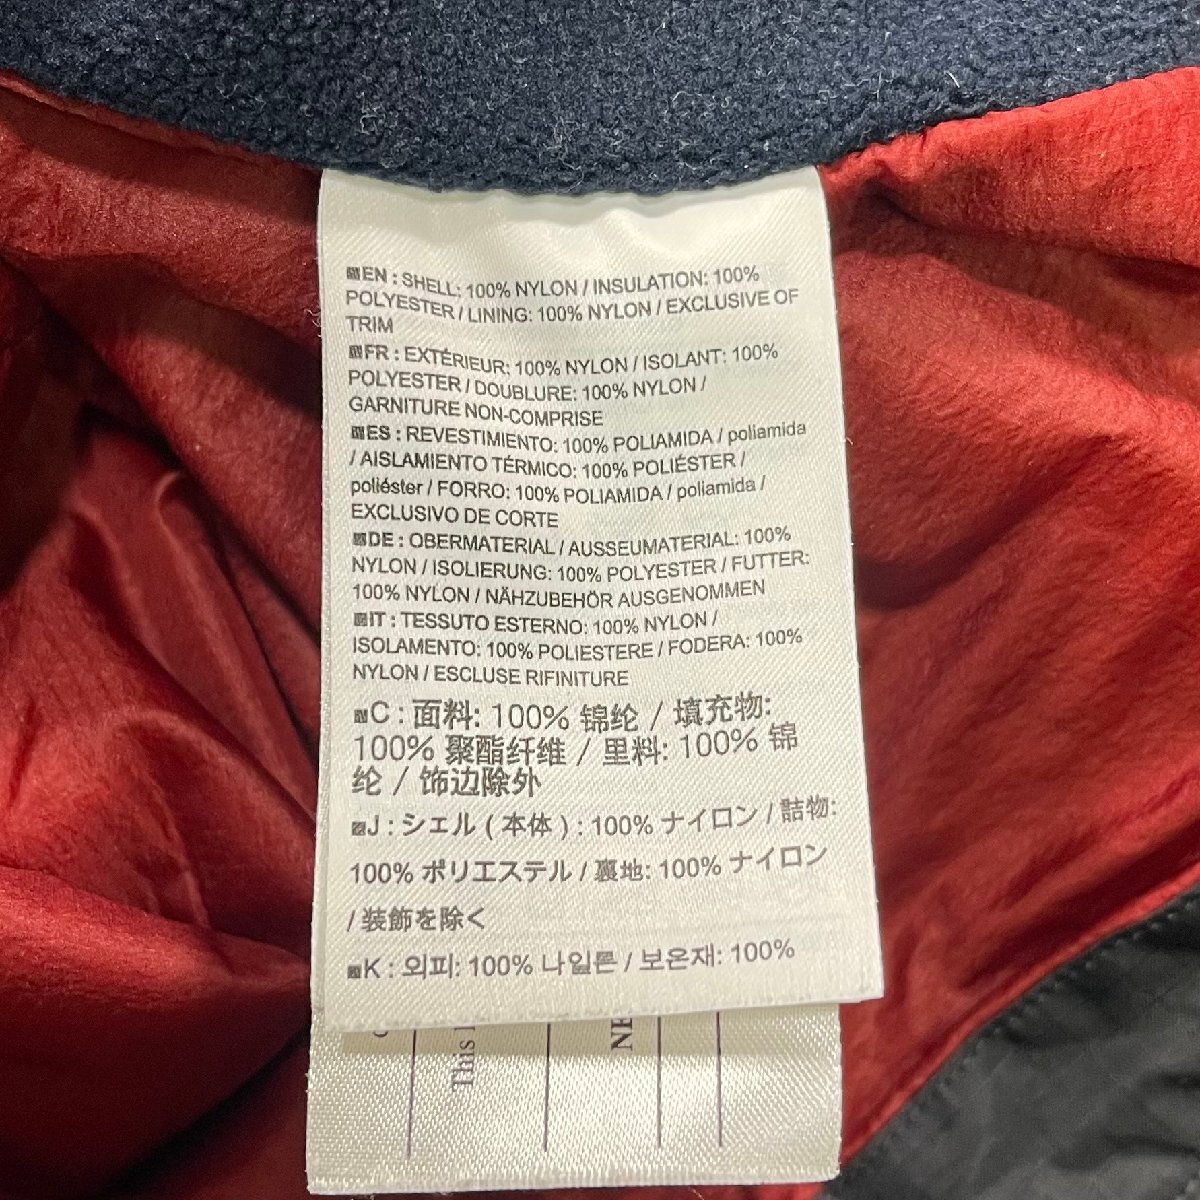 EN : SHELL: 100% NYLON / INSULATION: 100%
POLYESTER / LINING: 100% NYLON / EXCLUSIVE OF
TRIM
FR : EXTÉRIEUR: 100% NYLON / ISOLANT: 100%
POLYESTER / DOUBLURE: 100% NYLON /
GARNITURE NON-COMPRISE
ES : REVESTIMIENTO: 100% POLIAMIDA / poliamida
/ AISLAMIENTO TÉRMICO: 100% POLIÉSTER /
poliéster / FORRO: 100% POLIAMIDA / poliamida /
EXCLUSIVO DE CORTE
DE : OBERMATERIAL / AUSSEUMATERIAL: 100%
NYLON / ISOLIERUNG: 100% POLYESTER / FUTTER:
100% NYLON / NÄHZUBEHÖR AUSGENOMMEN
IT : TESSUTO ESTERNO: 100% NYLON /
ISOLAMENTO: 100% POLIESTERE / FODERA: 100%
NYLON / ESCLUSE RIFINITURE
C : 面料: 100% 锦纶 / 填充物:
100% 聚酯纤维 / 里料: 100% 锦
纶 / 饰边除外
J : シェル ( 本体 ) : 100% ナイロン / 詰物:
100% ポリエステル / 裏地: 100% ナイロン
/ 装飾を除く
K : 외피: 100% 나일론 / 보온재: 100%
This
NE